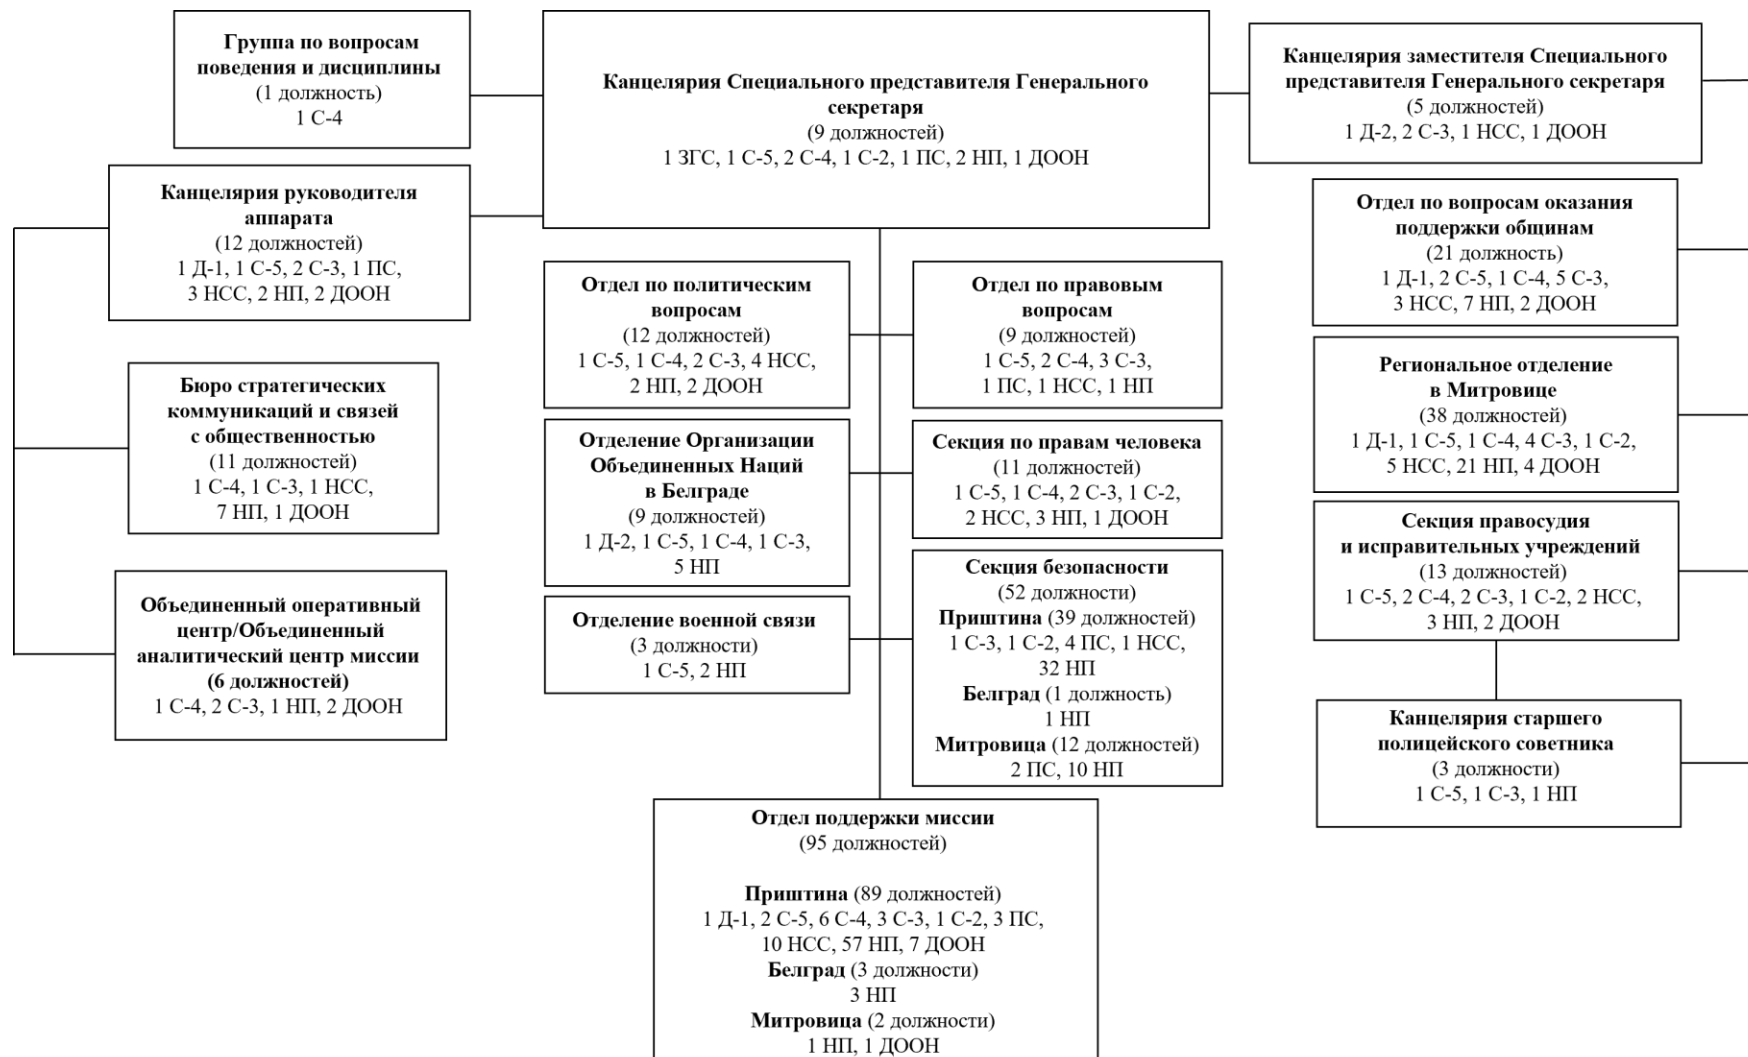 Группа по вопросам
поведения и дисциплины
(1 должность)
1 С-4
Канцелярия Специального представителя Генерального
секретаря
(9 должностей)
1 ЗГС, 1 С-5, 2 С-4, 1 С-2, 1 ПС, 2 НП, 1 ДООН
Канцелярия заместителя Специального
представителя Генерального секретаря
(5 должностей)
1 Д-2, 2 С-3, 1 НСС, 1 ДООН
Канцелярия руководителя
аппарата
(12 должностей)
1 Д-1, 1 С-5, 2 С-3, 1 ПС,
3 НСС, 2 НП, 2 ДООН
Бюро стратегических
коммуникаций и связей
с общественностью
(11 должностей)
1 С-4, 1 С-3, 1 НСС,
7 НП, 1 ДООН
Объединенный оперативный
центр/Объединенный
аналитический центр миссии
(6 должностей)
1 С-4, 2 С-3, 1 НП, 2 ДООН
Отдел по политическим
вопросам
(12 должностей)
1 С-5, 1 С-4, 2 С-3, 4 НСС,
2 НП, 2 ДООН
Отдел по правовым
вопросам
(9 должностей)
1 С-5, 2 С-4, 3 С-3,
1 ПС, 1 НСС, 1 НП
Отделение Организации
Объединенных Наций
в Белграде
(9 должностей)
1 Д-2, 1 С-5, 1 С-4, 1 С-3,
5 НП
Секция по правам человека
(11 должностей)
1 С-5, 1 С-4, 2 С-3, 1 С-2,
2 НСС, 3 НП, 1 ДООН
Отделение военной связи
(3 должности)
1 С-5, 2 НП
Секция безопасности
(52 должности)
Приштина (39 должностей)
1 С-3, 1 С-2, 4 ПС, 1 НСС,
32 НП
Белград (1 должность)
1 НП
Митровица (12 должностей)
2 ПС, 10 НП
Отдел поддержки миссии
(95 должностей)
Приштина (89 должностей)
1 Д-1, 2 С-5, 6 С-4, 3 С-3, 1 С-2, 3 ПС,
10 НСС, 57 НП, 7 ДООН
Белград (3 должности)
3 НП
Митровица (2 должности)
1 НП, 1 ДООН
Отдел по вопросам оказания
поддержки общинам
(21 должность)
1 Д-1, 2 С-5, 1 С-4, 5 С-3,
3 НСС, 7 НП, 2 ДООН
Региональное отделение
в Митровице
(38 должностей)
1 Д-1, 1 С-5, 1 С-4, 4 С-3, 1 С-2,
5 НСС, 21 НП, 4 ДООН
Секция правосудия
и исправительных учреждений
(13 должностей)
1 С-5, 2 С-4, 2 С-3, 1 С-2, 2 НСС,
3 НП, 2 ДООН
Канцелярия старшего
полицейского советника
(3 должности)
1 С-5, 1 С-3, 1 НП